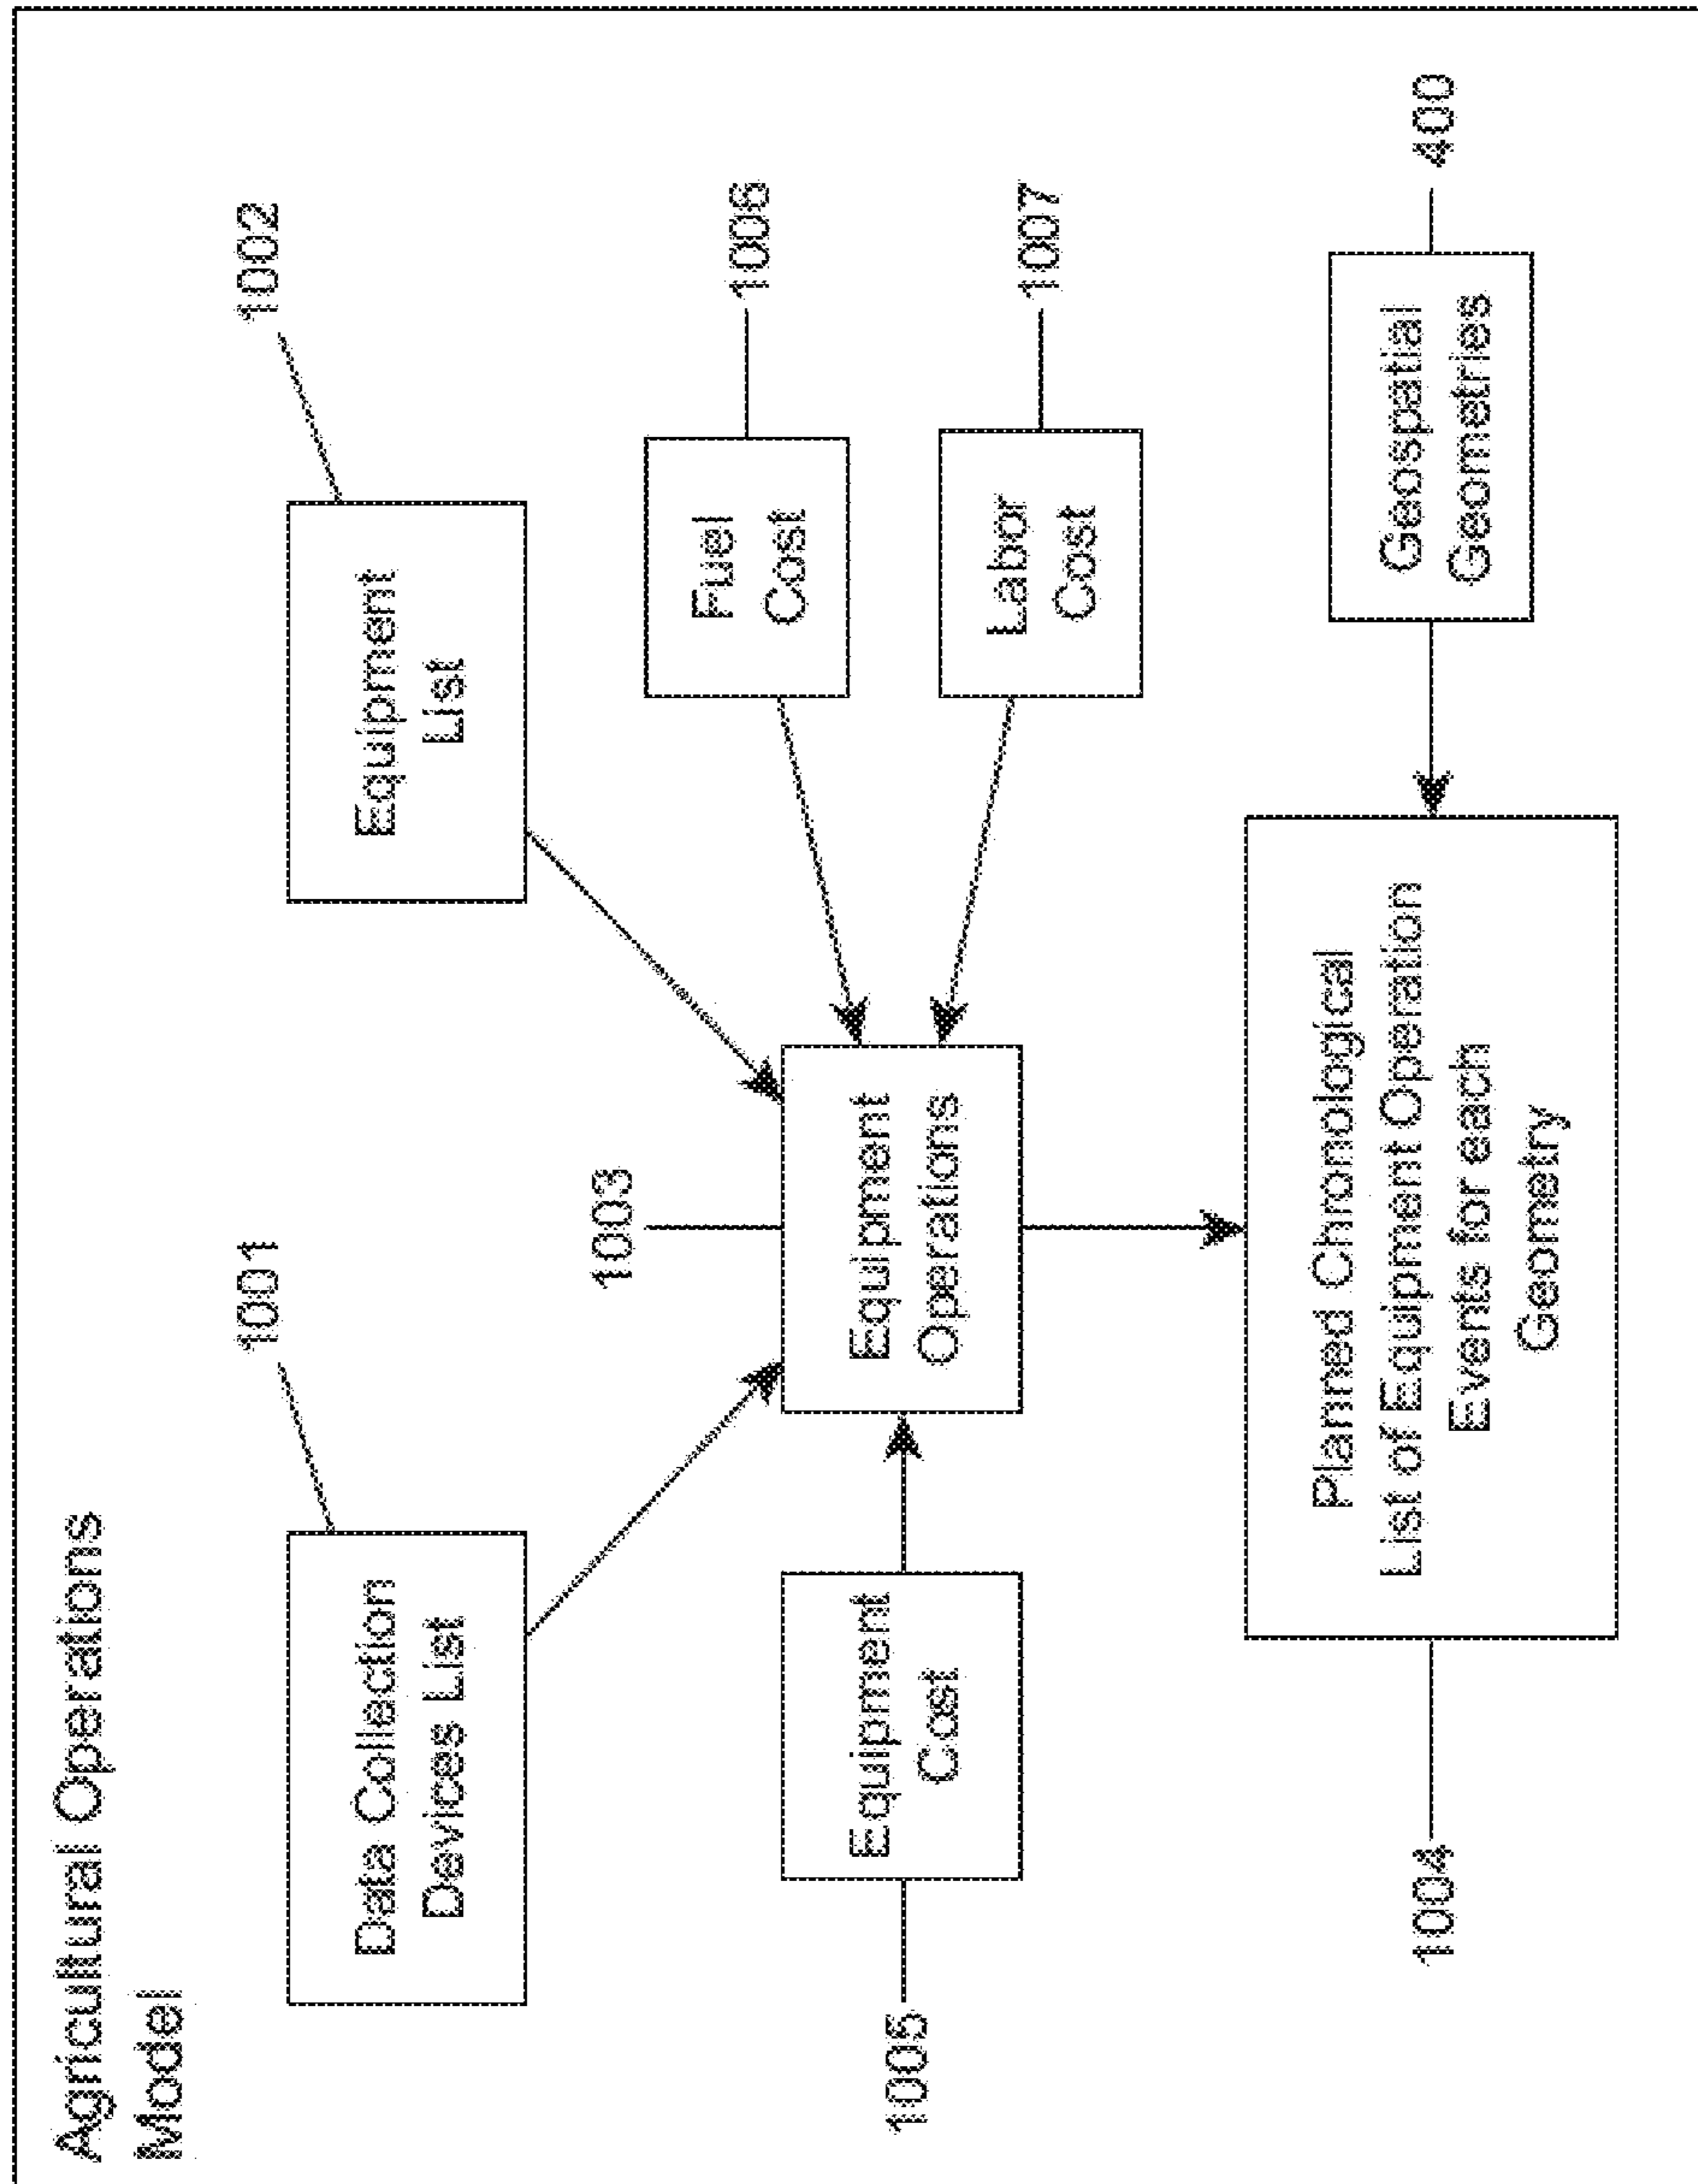 Agricultural Operations
Model
1001
1002
Data Collection
Devices List
Equipment
List
1003
1006
Fuel
Cost
1005
Equipment
Cost
Equipment
Operations
Labor
Cost
1007
1004
Planned Chronological
List of Equipment Operation
Events for each
Geometry
Geospatial
Geometries
400